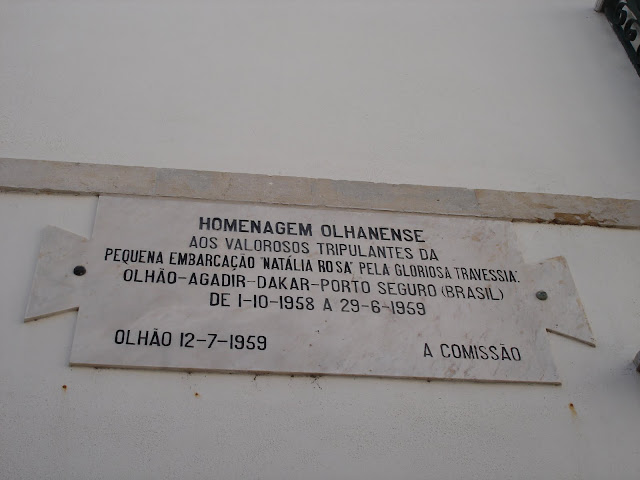 HOMENAGEM OLHANENSE
AOS VALOROSOS TRIPULANTES DA
PEQUENA EMBARCAÇÃO "NATÁLIA ROSA" PELA GLORIOSA TRAVESSIA:
OLHÃO-AGADIR-DAKAR-PORTO SEGURO (BRASIL)
DE 1-10-1958 A 29-6-1959
OLHÃO 12-7-1959 A COMISSÃO